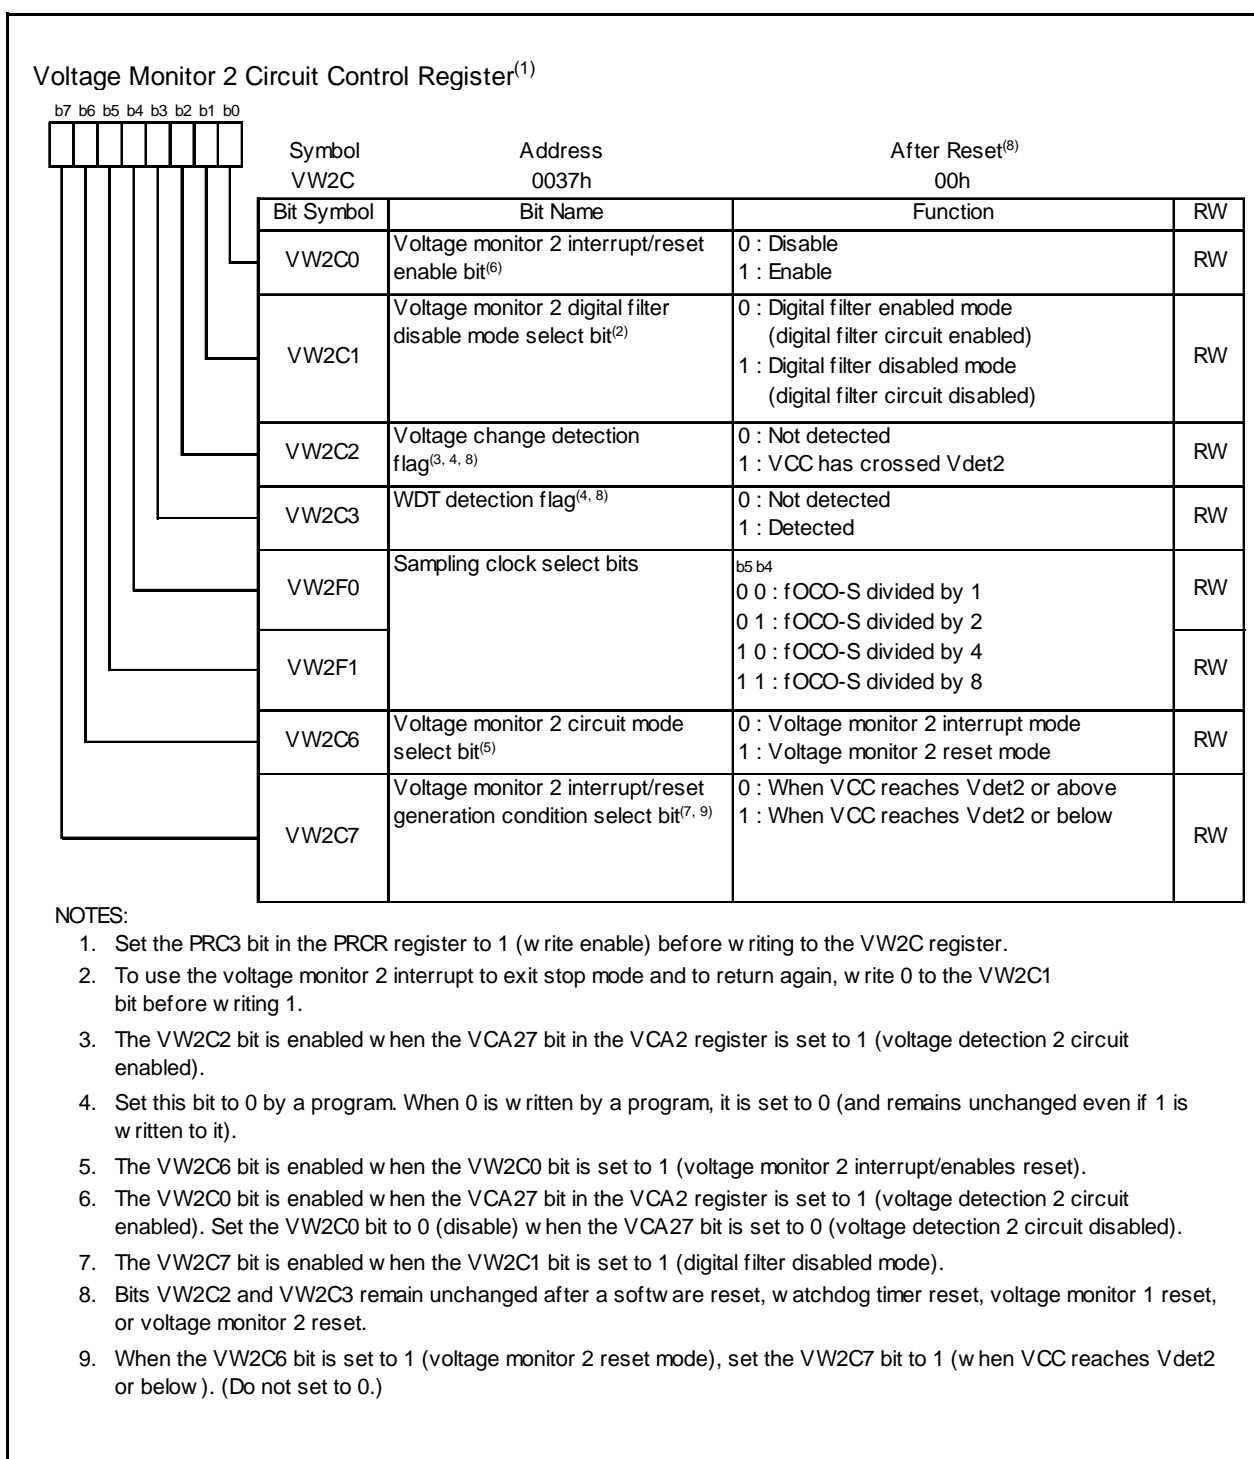 Voltage Monitor 2 Circuit Control Register(1)
b7 b6 b5 b4 b3 b2 b1 b0
Symbol Address After Reset(8)
VW2C 0037h 00h
Bit Symbol Bit Name Function RW
VW2C0 Voltage monitor 2 interrupt/reset enable bit(6) 0 : Disable RW
1 : Enable
VW2C1 Voltage monitor 2 digital filter disable mode select bit(2) 0 : Digital filter enabled mode RW
(digital filter circuit enabled)
1 : Digital filter disabled mode
(digital filter circuit disabled)
VW2C2 Voltage change detection flag(3, 4, 8) 0 : Not detected RW
1 : VCC has crossed Vdet2
VW2C3 WDT detection flag(4, 8) 0 : Not detected RW
1 : Detected
VW2F0 Sampling clock select bits b5 b4 RW
0 0 : fOCO-S divided by 1
0 1 : fOCO-S divided by 2
VW2F1 1 0 : fOCO-S divided by 4 RW
1 1 : fOCO-S divided by 8
VW2C6 Voltage monitor 2 circuit mode select bit(5) 0 : Voltage monitor 2 interrupt mode RW
1 : Voltage monitor 2 reset mode
VW2C7 Voltage monitor 2 interrupt/reset generation condition select bit(7, 9) 0 : When VCC reaches Vdet2 or above RW
1 : When VCC reaches Vdet2 or below
NOTES:
1. Set the PRC3 bit in the PRCR register to 1 (write enable) before writing to the VW2C register.
2. To use the voltage monitor 2 interrupt to exit stop mode and to return again, write 0 to the VW2C1
bit before writing 1.
3. The VW2C2 bit is enabled when the VCA27 bit in the VCA2 register is set to 1 (voltage detection 2 circuit
enabled).
4. Set this bit to 0 by a program. When 0 is written by a program, it is set to 0 (and remains unchanged even if 1 is
written to it).
5. The VW2C6 bit is enabled when the VW2C0 bit is set to 1 (voltage monitor 2 interrupt/enables reset).
6. The VW2C0 bit is enabled when the VCA27 bit in the VCA2 register is set to 1 (voltage detection 2 circuit
enabled). Set the VW2C0 bit to 0 (disable) when the VCA27 bit is set to 0 (voltage detection 2 circuit disabled).
7. The VW2C7 bit is enabled when the VW2C1 bit is set to 1 (digital filter disabled mode).
8. Bits VW2C2 and VW2C3 remain unchanged after a software reset, watchdog timer reset, voltage monitor 1 reset,
or voltage monitor 2 reset.
9. When the VW2C6 bit is set to 1 (voltage monitor 2 reset mode), set the VW2C7 bit to 1 (when VCC reaches Vdet2
or below). (Do not set to 0.)